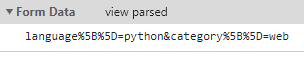 ▼ Form Data view parsed
language%5B%5D=python&category%5B%5D=web